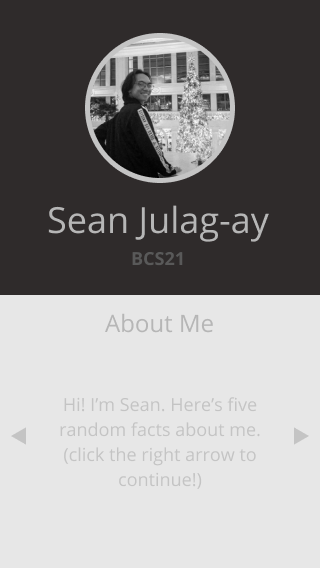 Sean Julag-ay
BCS21
About Me
Hi! I'm Sean. Here's five
random facts about me.
(click the right arrow to
continue!)